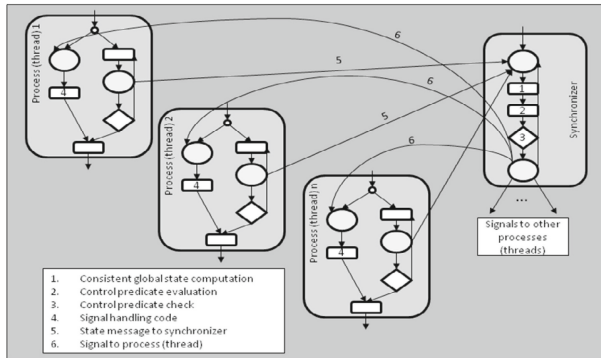 Process (thread) 1
4
6
5
6
5
6
Process (thread) 2
4
Process (thread) n
4
1
2
3
Synchronizer
...
Signals to other
processes
(threads)
1. Consistent global state computation
2. Control predicate evaluation
3. Control predicate check
4. Signal handling code
5. State message to synchronizer
6. Signal to process (thread)